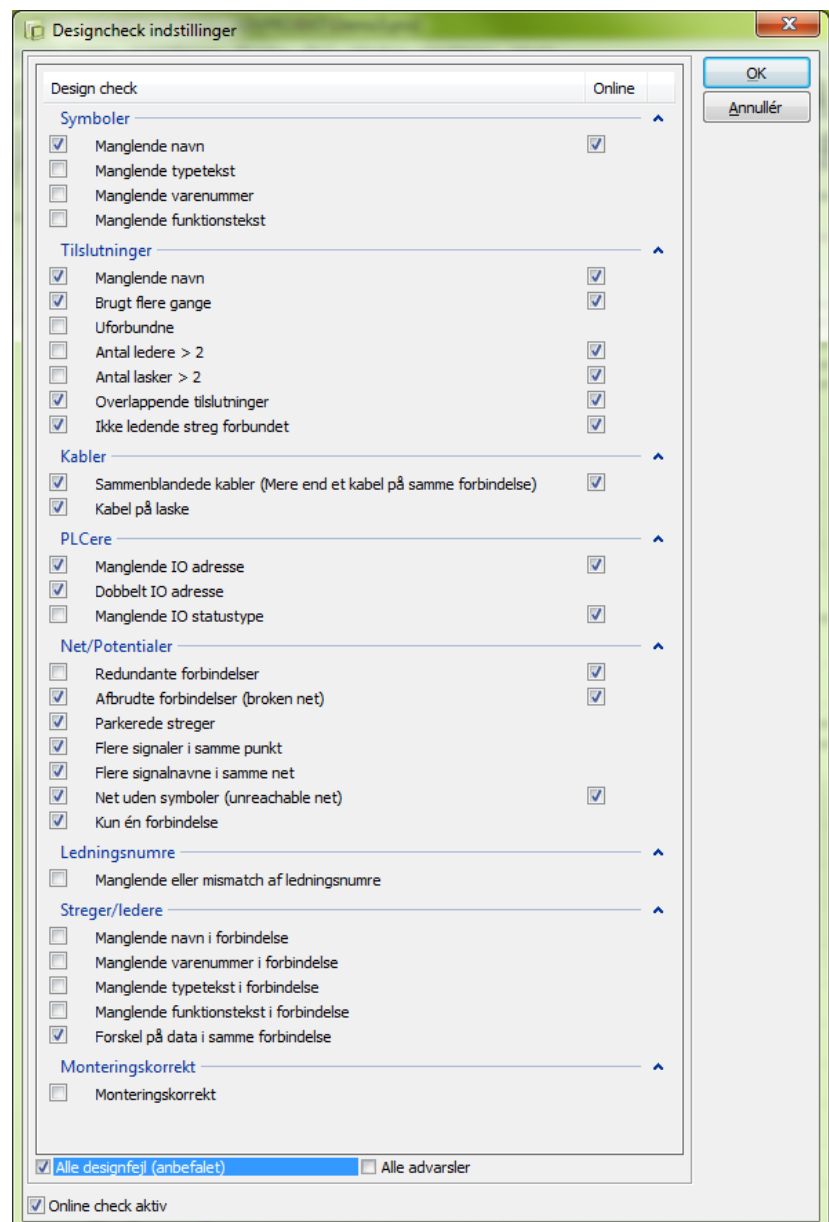 Designcheck indstillinger
OK
Annullér
Design check Online
Symboler
Manglende navn
Manglende typetekst
Manglende varenummer
Manglende funktionstekst
Tilslutninger
Manglende navn
Brugt flere gange
Uforbundne
Antal ledere > 2
Antal lasker > 2
Overlappende tilslutninger
Ikke ledende streg forbundet
Kabler
Sammenblandede kabler (Mere end et kabel på samme forbindelse)
Kabel på laske
PLCere
Manglende IO adresse
Dobbelt IO adresse
Manglende IO statustype
Net/Potentialer
Redundante forbindelser
Afbrudte forbindelser (broken net)
Parkerede streger
Flere signaler i samme punkt
Flere signalnavne i samme net
Net uden symboler (unreachable net)
Kun én forbindelse
Ledningsnumre
Manglende eller mismatch af ledningsnumre
Streger/ledere
Manglende navn i forbindelse
Manglende varenummer i forbindelse
Manglende typetekst i forbindelse
Manglende funktionstekst i forbindelse
Forskel på data i samme forbindelse
Monteringskorrekt
Monteringskorrekt
Alle designfejl (anbefalet) Alle advarsler
Online check aktiv